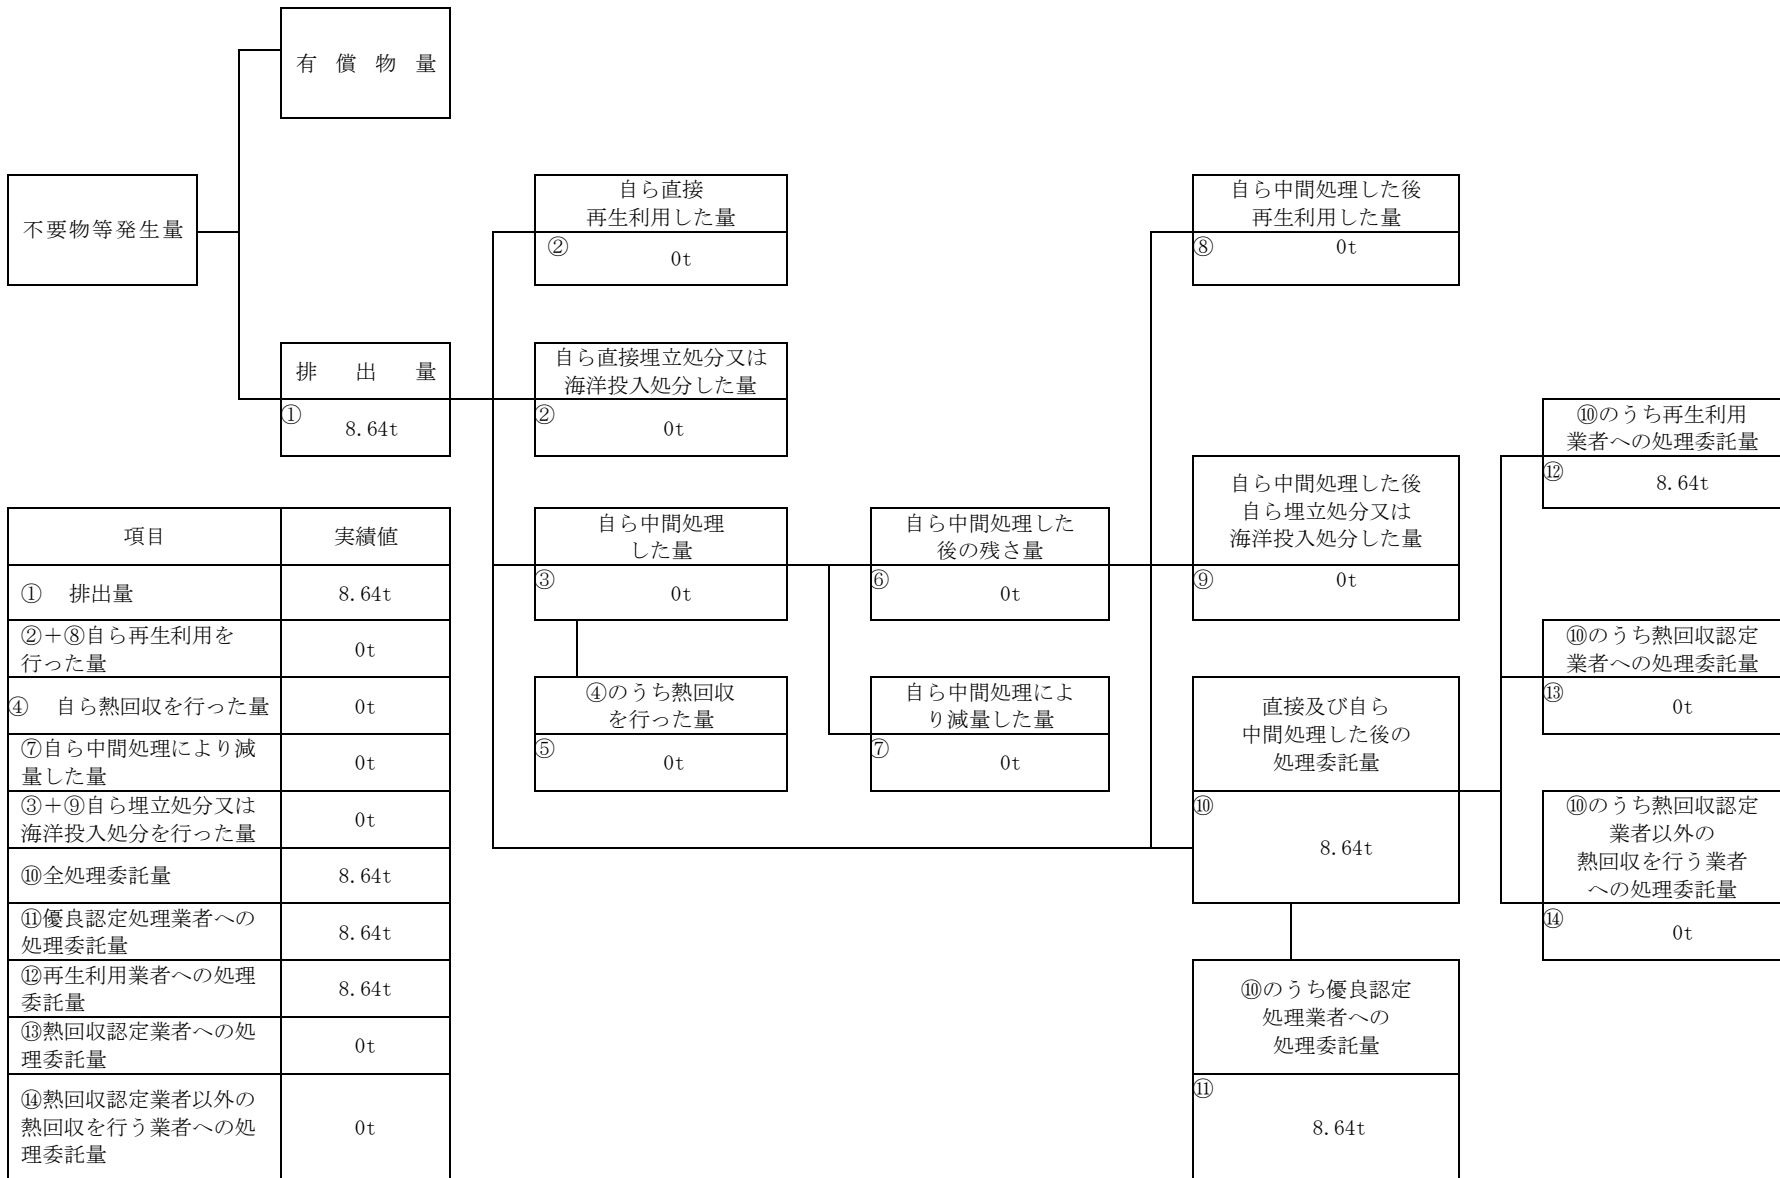 有償物量
不要物等発生量
排出量
①
8.64t
自ら直接
再生利用した量
②
0t
自ら直接埋立処分又は
海洋投入処分した量
②
0t
自ら中間処理
した量
③
0t
④のうち熱回収
を行った量
⑤
0t
自ら中間処理した
後の残さ量
⑥
0t
自ら中間処理によ
り減量した量
⑦
0t
自ら中間処理した後
再生利用した量
⑧
0t
自ら中間処理した後
自ら埋立処分又は
海洋投入処分した量
⑨
0t
直接及び自ら
中間処理した後の
処理委託量
⑩
8.64t
⑩のうち優良認定
処理業者への
処理委託量
⑪
8.64t
⑩のうち再生利用
業者への処理委託量
⑫
8.64t
⑩のうち熱回収認定
業者への処理委託量
⑬
0t
⑩のうち熱回収認定
業者以外の
熱回収を行う業者
への処理委託量
⑭
0t
項目 実績値
① 排出量 8.64t
②+⑧自ら再生利用を
行った量
0t
④ 自ら熱回収を行った量 0t
⑦自ら中間処理により減
量した量
0t
③+⑨自ら埋立処分又は
海洋投入処分を行った量
0t
⑩全処理委託量 8.64t
⑪優良認定処理業者への
処理委託量
8.64t
⑫再生利用業者への処理
委託量
8.64t
⑬熱回収認定業者への処
理委託量
0t
⑭熱回収認定業者以外の
熱回収を行う業者への処
理委託量
0t